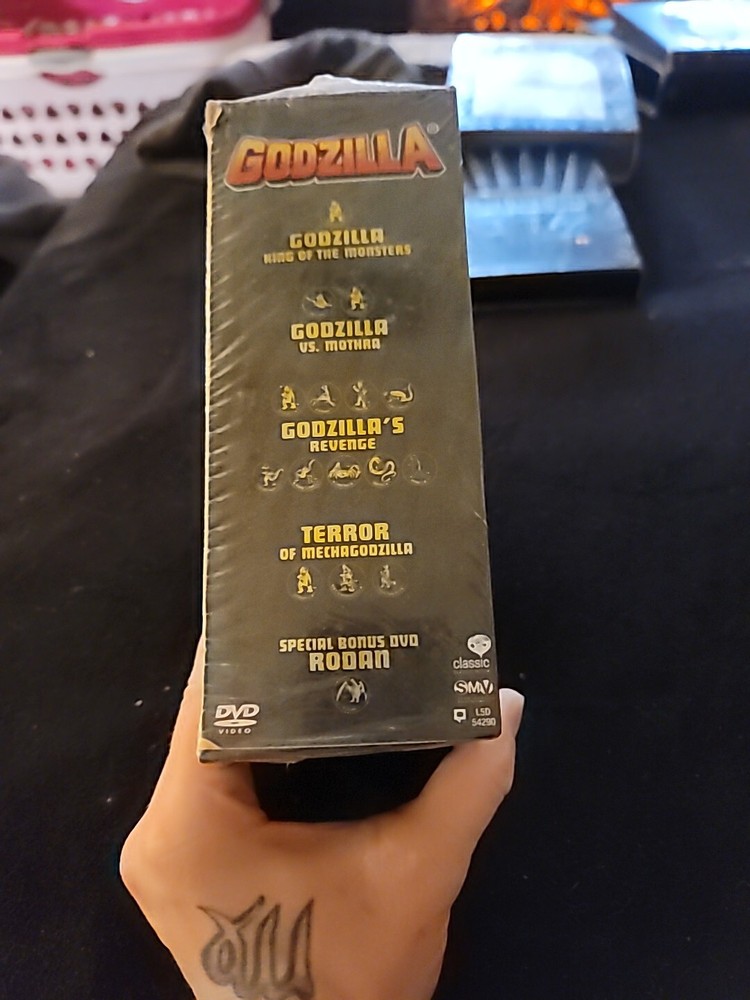 GODZILLA®
GODZILLA
KING OF THE MONSTERS
GODZILLA
VS. MOTHRA
GODZILLA'S
REVENGE
TERROR
OF MECHAGODZILLA
SPECIAL BONUS DVD
RODAN
classic
SMV
DVD
VIDEO
LSD
54290